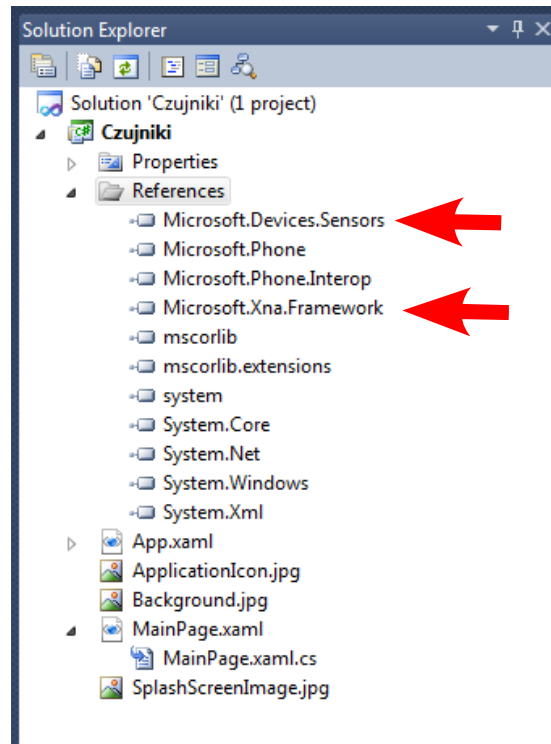 Solution Explorer
Solution 'Czujniki' (1 project)
Czujniki
Properties
References
Microsoft.Devices.Sensors
Microsoft.Phone
Microsoft.Phone.Interop
Microsoft.Xna.Framework
mscorlib
mscorlib.extensions
system
System.Core
System.Net
System.Windows
System.Xml
App.xaml
ApplicationIcon.jpg
Background.jpg
MainPage.xaml
MainPage.xaml.cs
SplashScreenImage.jpg